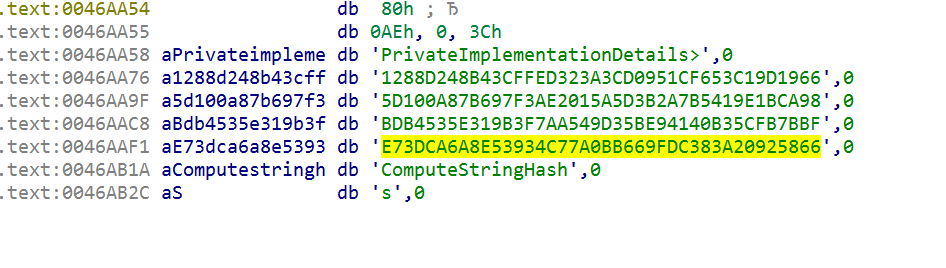 .text:0046AA54 db 80h ; Ђ
.text:0046AA55 db 0AEh, 0, 3Ch
.text:0046AA58 aPrivateimpleme db 'PrivateImplementationDetails>',0
.text:0046AA76 a1288d248b43cff db '1288D248B43CFFED323A3CD0951CF653C19D1966',0
.text:0046AA9F a5d100a87b697f3 db '5D100A87B697F3AE2015A5D3B2A7B5419E1BCA98',0
.text:0046AAC8 aBdb4535e319b3f db 'BDB4535E319B3F7AA549D35BE94140B35CFB7BBF',0
.text:0046AAF1 aE73dca6a8e5393 db 'E73DCA6A8E53934C77A0BB669FDC383A20925866',0
.text:0046AB1A aComputestringh db 'ComputeStringHash',0
.text:0046AB2C aS db 's',0